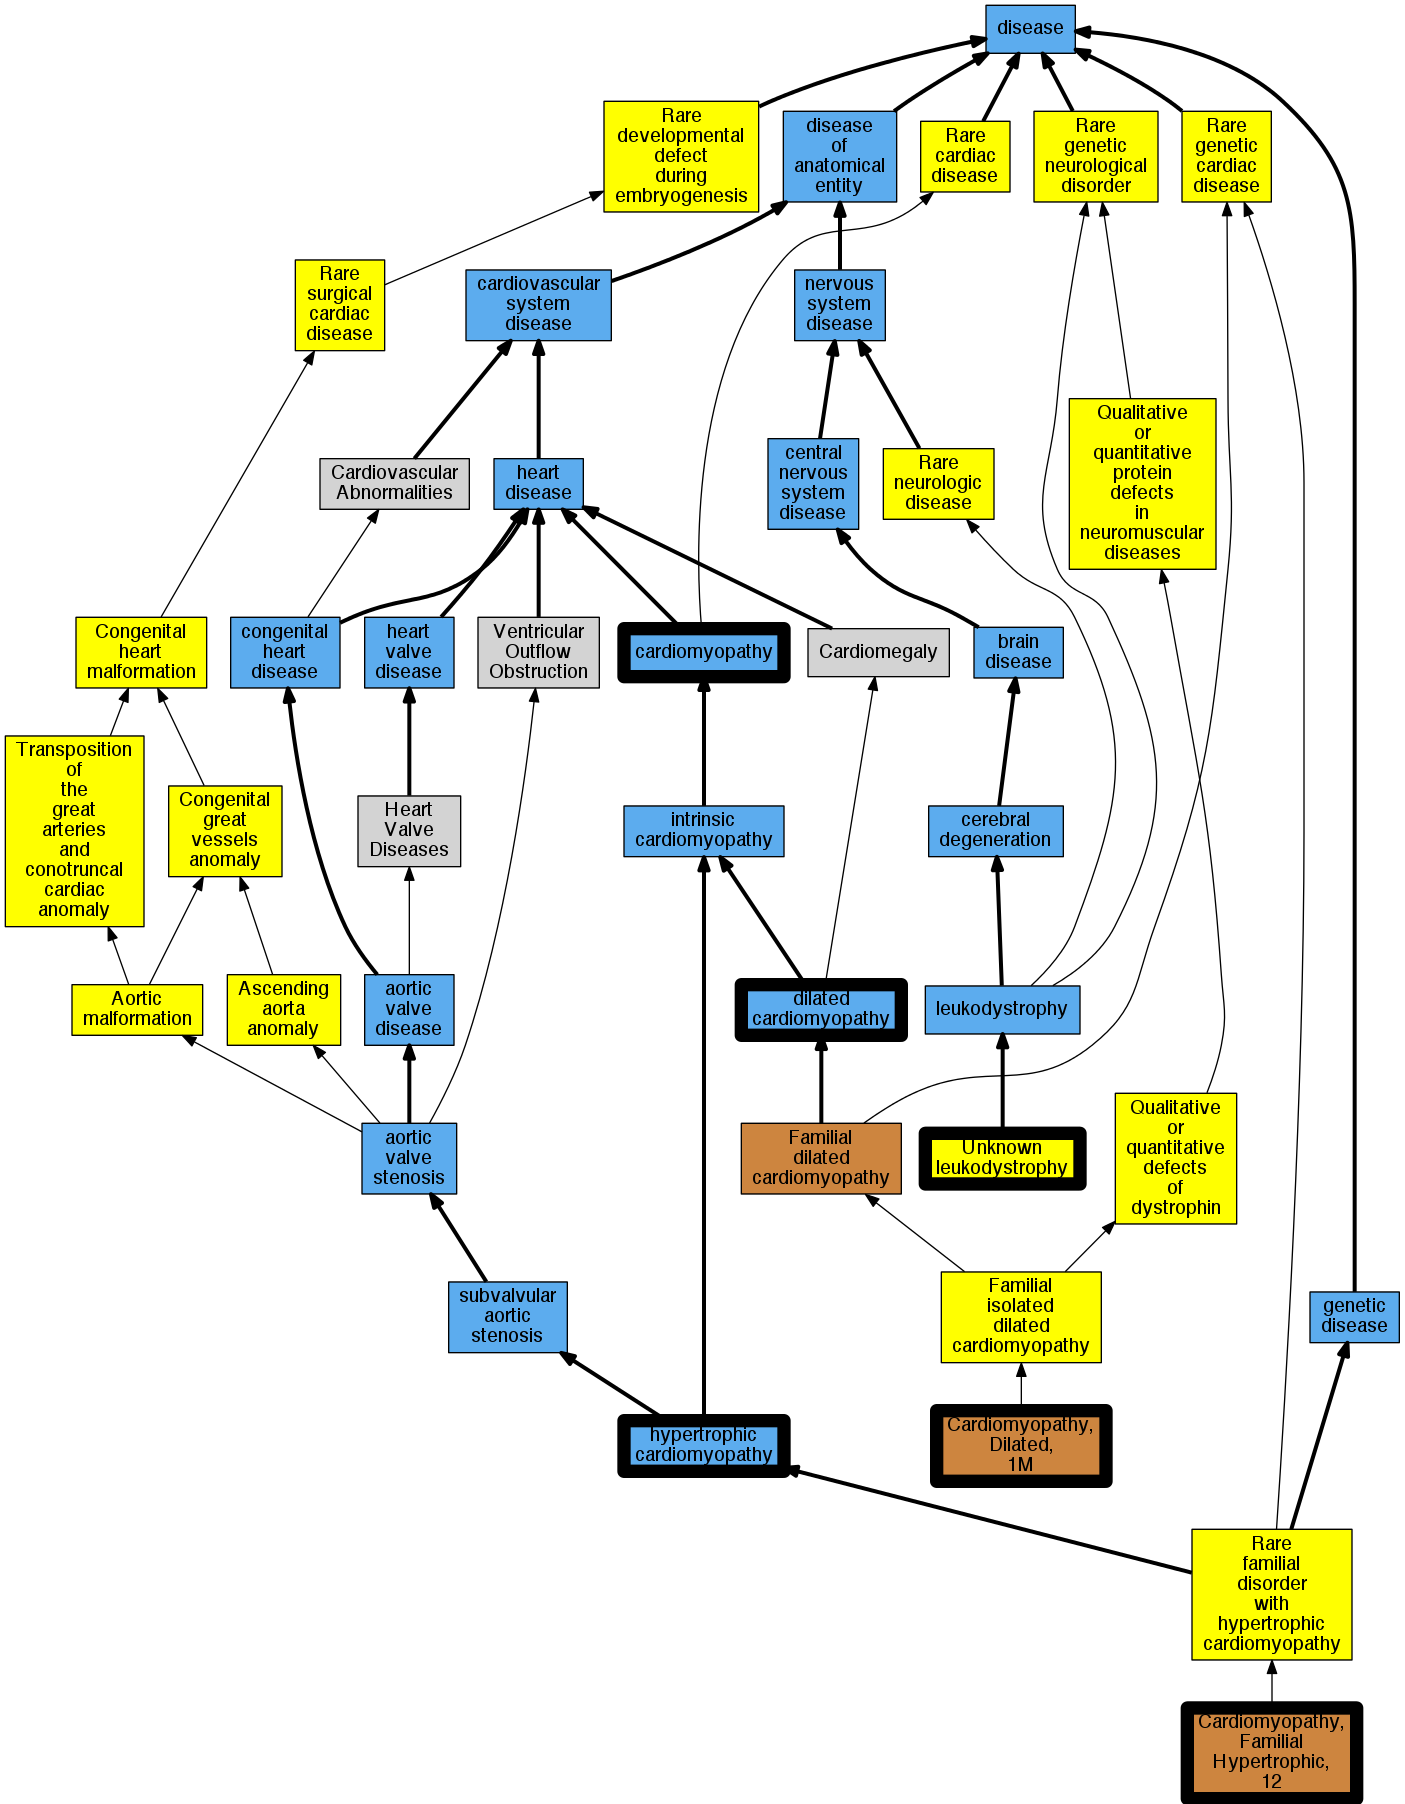 disease
Rare
developmental
defect
during
embryogenesis
disease
of
anatomical
entity
Rare
cardiac
disease
Rare
genetic
neurological
disorder
Rare
genetic
cardiac
disease
Rare
surgical
cardiac
disease
cardiovascular
system
disease
nervous
system
disease
Qualitative
or
quantitative
protein
defects
in
neuromuscular
diseases
Cardiovascular
Abnormalities
heart
disease
central
nervous
system
disease
Rare
neurologic
disease
Congenital
heart
malformation
congenital
heart
disease
heart
valve
disease
Ventricular
Outflow
Obstruction
cardiomyopathy
Cardiomegaly
brain
disease
Transposition
of
the
great
arteries
and
conotruncal
cardiac
anomaly
Congenital
great
vessels
anomaly
Heart
Valve
Diseases
intrinsic
cardiomyopathy
cerebral
degeneration
Aortic
malformation
Ascending
aorta
anomaly
aortic
valve
disease
dilated
cardiomyopathy
leukodystrophy
aortic
valve
stenosis
Familial
dilated
cardiomyopathy
Unknown
leukodystrophy
Qualitative
or
quantitative
defects
of
dystrophin
subvalvular
aortic
stenosis
Familial
isolated
dilated
cardiomyopathy
genetic
disease
hypertrophic
cardiomyopathy
Cardiomyopathy,
Dilated,
1M
Rare
familial
disorder
with
hypertrophic
cardiomyopathy
Cardiomyopathy,
Familial
Hypertrophic,
12